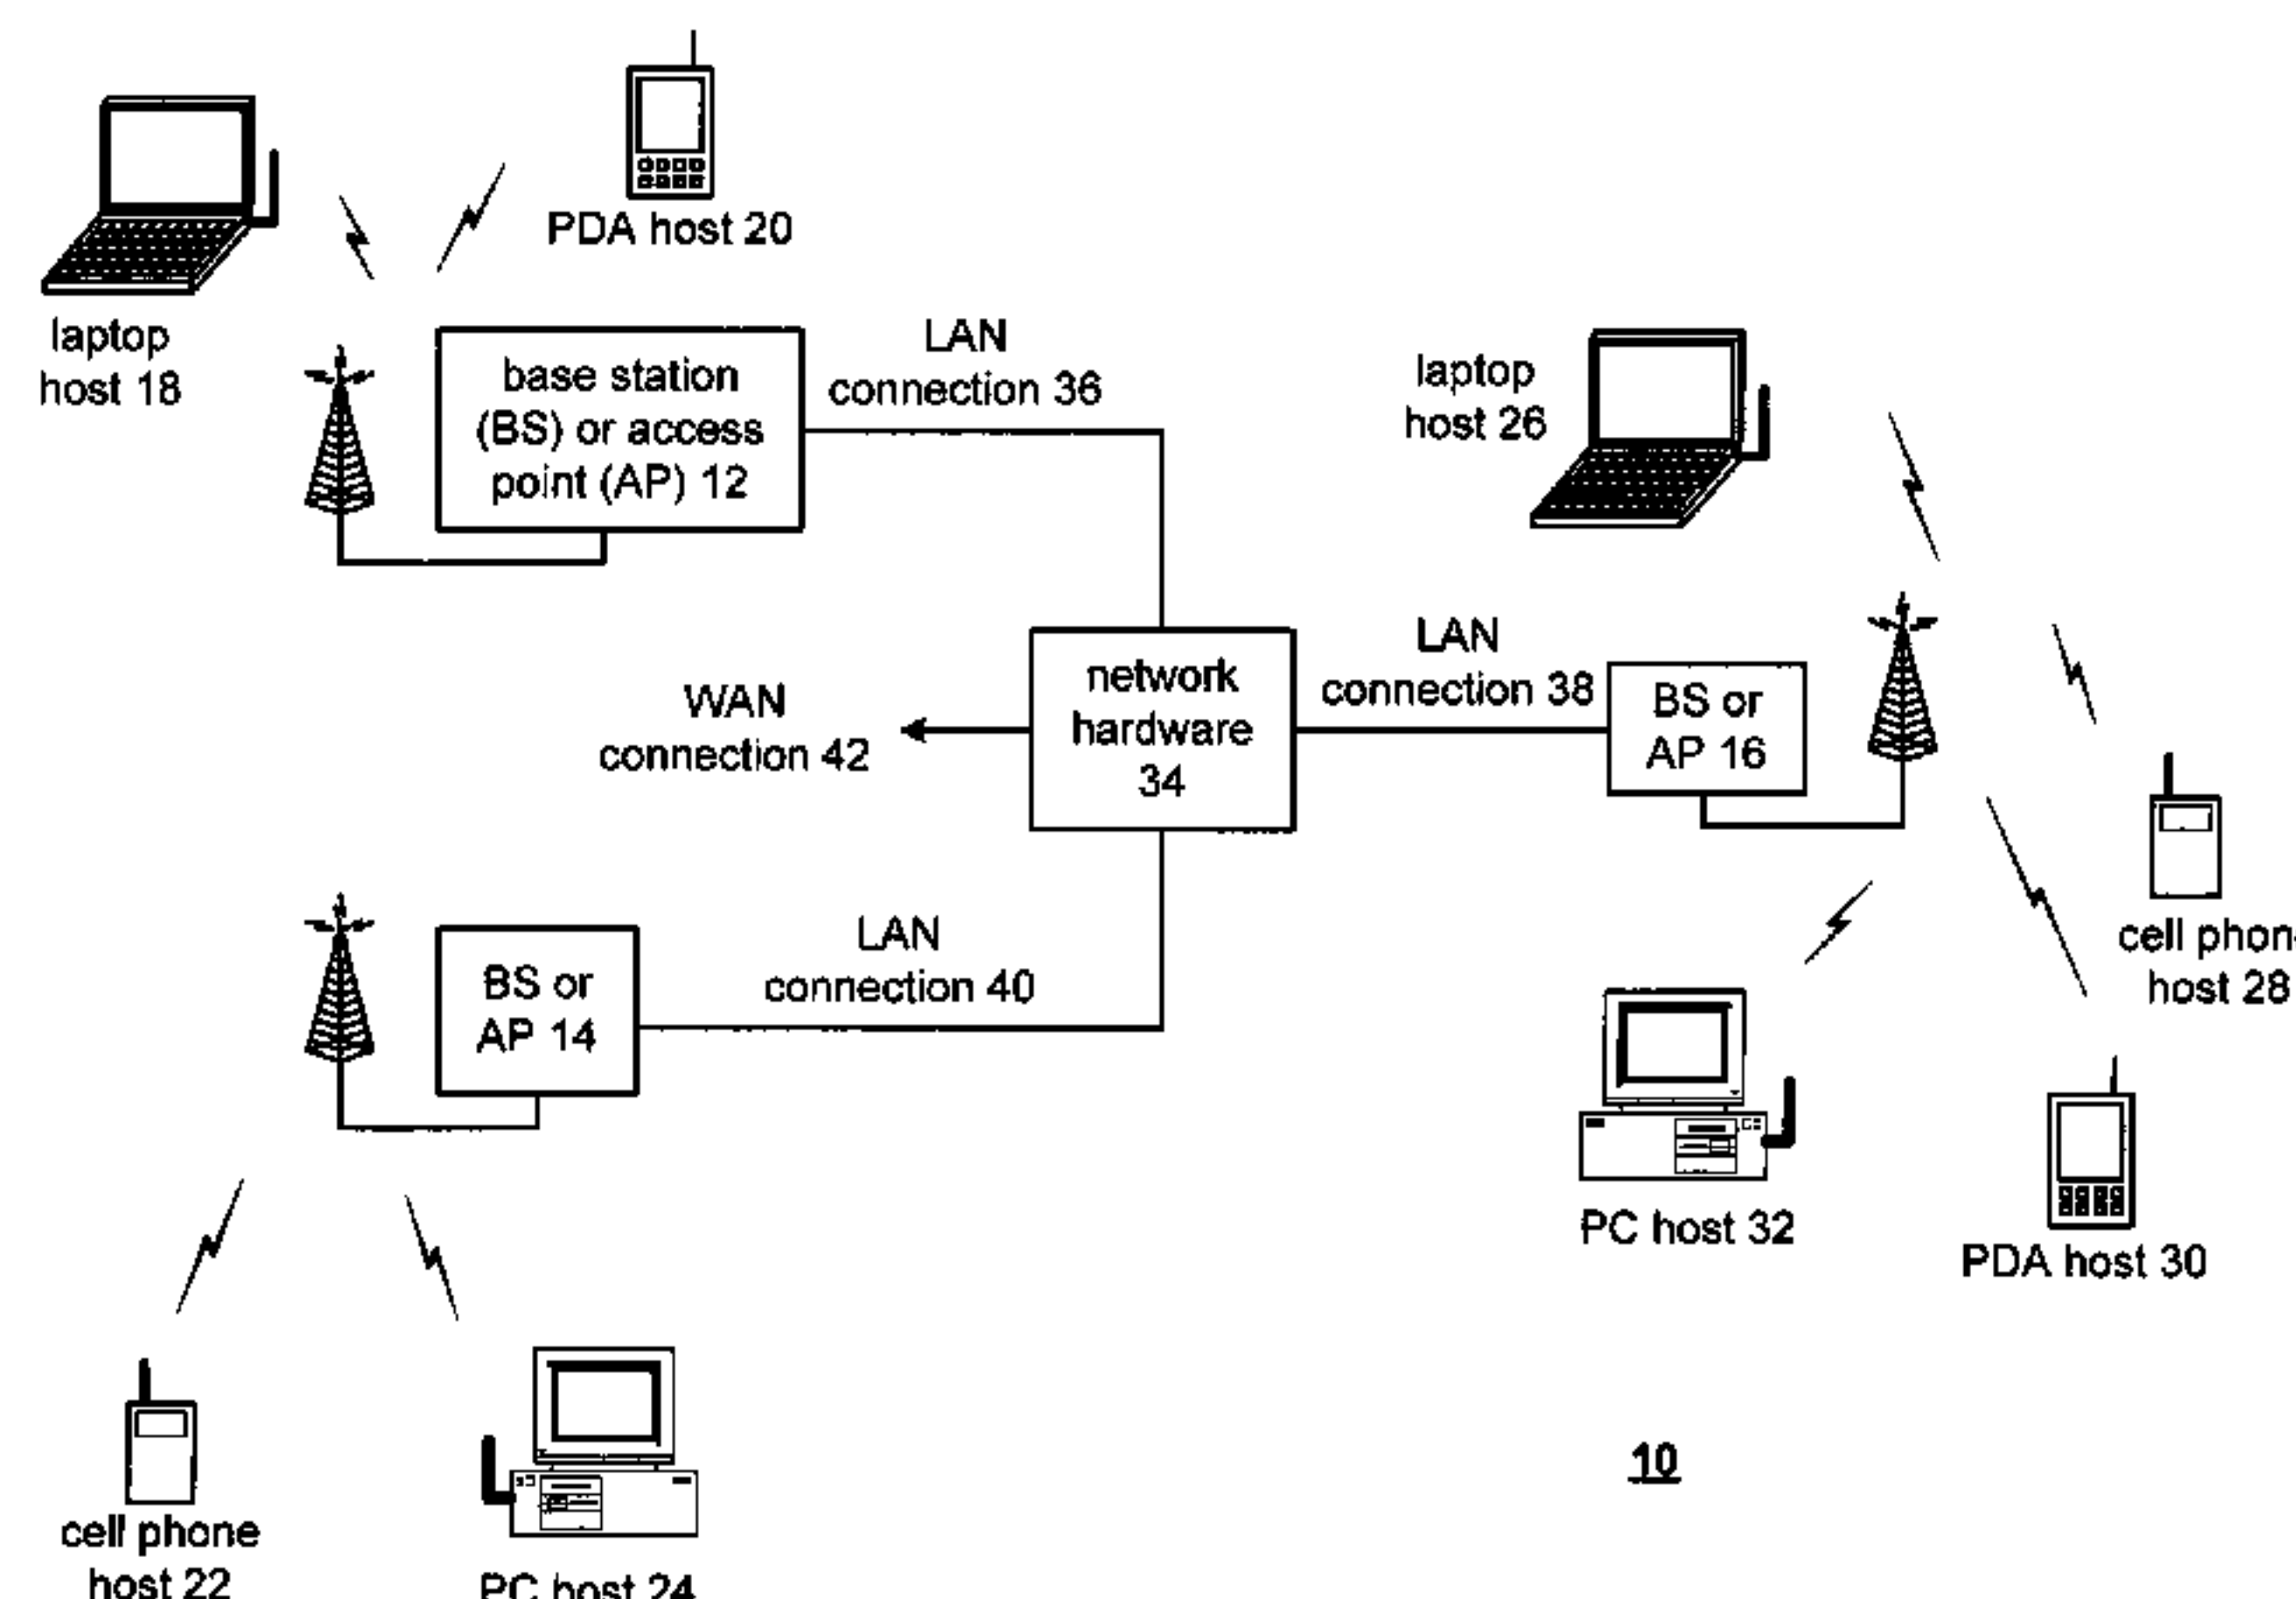 PDA host 20
laptop
host 18
base station
(BS) or access
point (AP) 12
LAN
connection 36
laptop
host 26
WAN
connection 42
network
hardware
34
LAN
connection 38
BS or
AP 16
cell phon
host 28
BS or
AP 14
LAN
connection 40
PC host 32
PDA host 30
cell phone
host 22
PC host 24
10